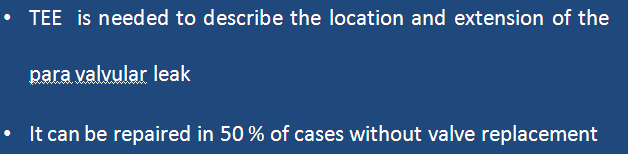 • TEE is needed to describe the location and extension of the
para valvular leak
• It can be repaired in 50 % of cases without valve replacement